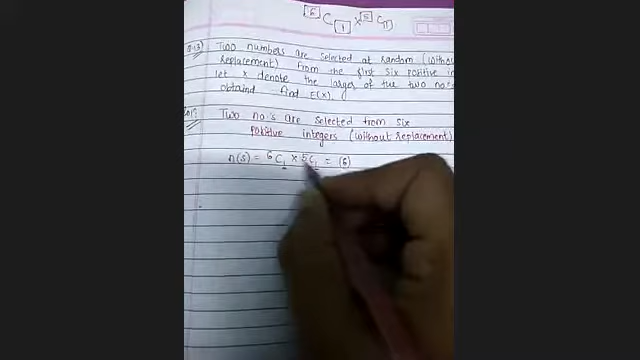 6 C 1 x 5 C 1
Q.13) Two numbers are selected at random (without
replacement) from the first six positive in
let x denote the larger of the two no.s
obtaind find E(X).
Two no.s are selected from six
positive integers (without replacement)
n(s) = 6C1 x 5C1 = (6)